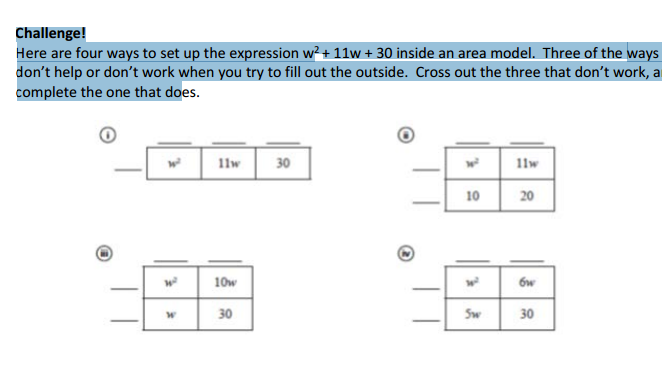 Challenge!
Here are four ways to set up the expression w² + 11w + 30 inside an area model. Three of the ways
don't help or don't work when you try to fill out the outside. Cross out the three that don't work, a
complete the one that does.
i ii
w² 11w 30 w² 11w
10 20
iii iv
w² 10w w² 6w
w 30 5w 30